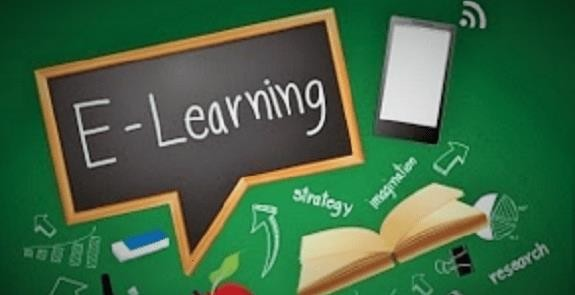 E-Learning
strategy
imagination
research